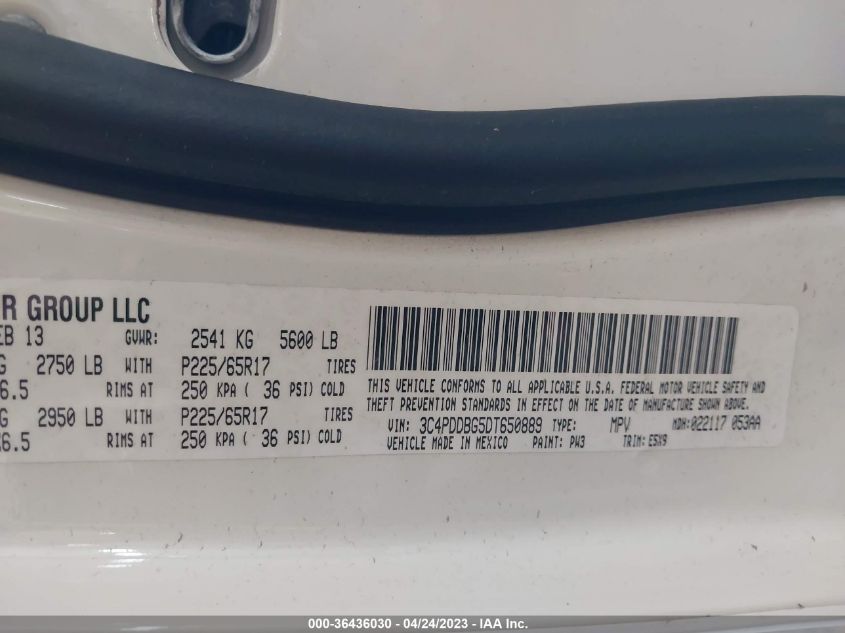 R GROUP LLC
EB 13 GVWR: 2541 KG 5600 LB
G 2750 LB WITH P225/65R17 TIRES
6.5 RIMS AT 250 KPA ( 36 PSI) COLD
G 2950 LB WITH P225/65R17 TIRES
6.5 RIMS AT 250 KPA ( 36 PSI) COLD
THIS VEHICLE CONFORMS TO ALL APPLICABLE U.S.A. FEDERAL MOTOR VEHICLE SAFETY AND
THEFT PREVENTION STANDARDS IN EFFECT ON THE DATE OF MANUFACTURE SHOWN ABOVE.
VIN: 3C4PDDBG5DT650889 TYPE: MPV MDH:022117 053AA
VEHICLE MADE IN MEXICO PAINT: PW3 TRIM: E5X9
000-36436030 - 04/24/2023 - IAA Inc.